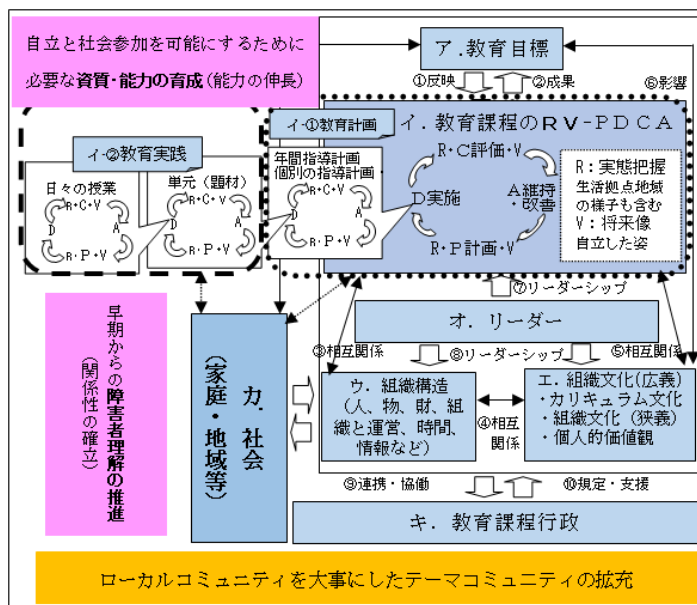 自立と社会参加を可能にするために
必要な資質・能力の育成(能力の伸長)
ア.教育目標
①反映
②成果
⑥影響
イ-②教育実践
日々の授業
R・C・V
D
A
R・P・V
単元(題材)
R・C・V
D
A
R・P・V
イ-①教育計画
年間指導計画
個別の指導計画
R・C・V
D
A
R・P・V
イ.教育課程のRV-PDCA
R・C評価・V
D実施
A維持
・改善
R・P計画・V
R:実態把握
生活拠点地域
の様子も含む
V:将来像
自立した姿
⑦リーダーシップ
オ.リーダー
③相互関係
⑧リーダーシップ
⑤相互関係
早期からの障害者理解の推進
(関係性の確立)
カ.社会
(家庭・地域等)
ウ.組織構造
(人、物、財、組
織と運営、時間、
情報など)
④相互
関係
エ.組織文化(広義)
・カリキュラム文化
・組織文化(狭義)
・個人的価値観
⑨連携・協働
⑩規定・支援
キ.教育課程行政
ローカルコミュニティを大事にしたテーマコミュニティの拡充